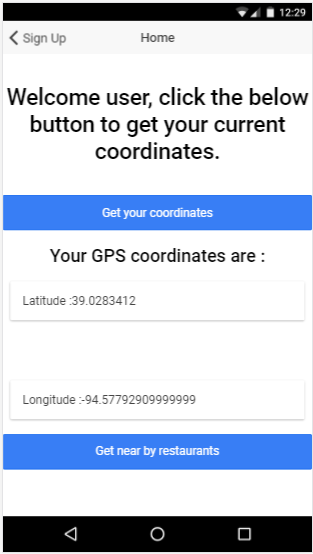 12:29
Sign Up
Home
Welcome user, click the below
button to get your current
coordinates.
Get your coordinates
Your GPS coordinates are :
Latitude :39.0283412
Longitude :-94.57792909999999
Get near by restaurants